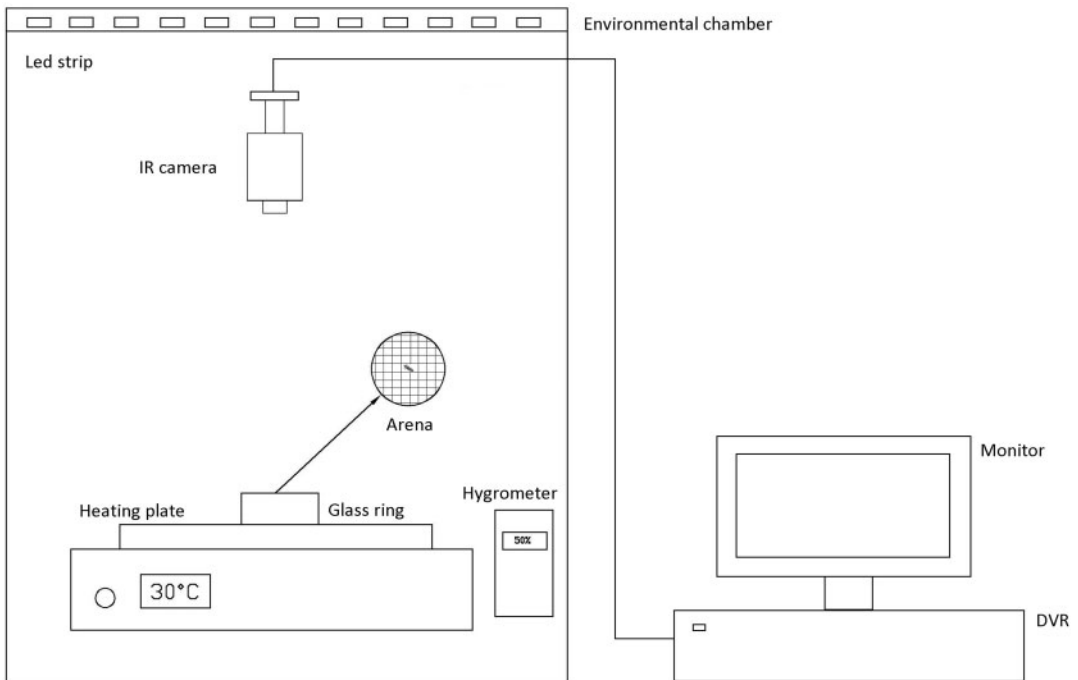 Environmental chamber
Led strip
IR camera
Arena
Monitor
Hygrometer
Heating plate
Glass ring
50%
30°C
DVR